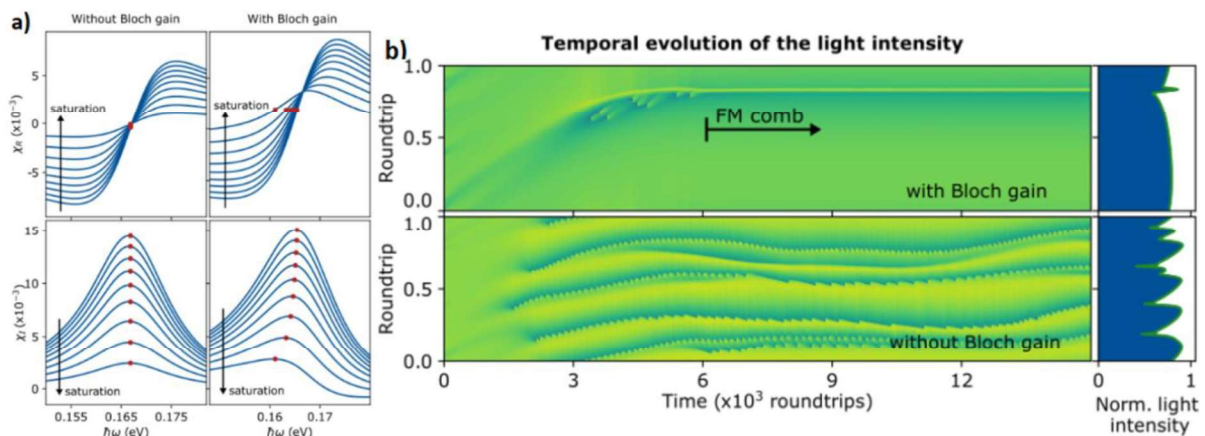 a)
Without Bloch gain
With Bloch gain
χR (x10⁻³)
5
0
-5
saturation
saturation
χI (x10⁻³)
15
10
5
0
saturation
saturation
0.155
0.165
0.175
0.16
0.17
ħω (eV)
ħω (eV)
b)
Temporal evolution of the light intensity
Roundtrip
1.0
0.5
0.0
FM comb
with Bloch gain
Roundtrip
1.0
0.5
0.0
without Bloch gain
0
3
6
9
12
Time (x10³ roundtrips)
0
1
Norm. light
intensity